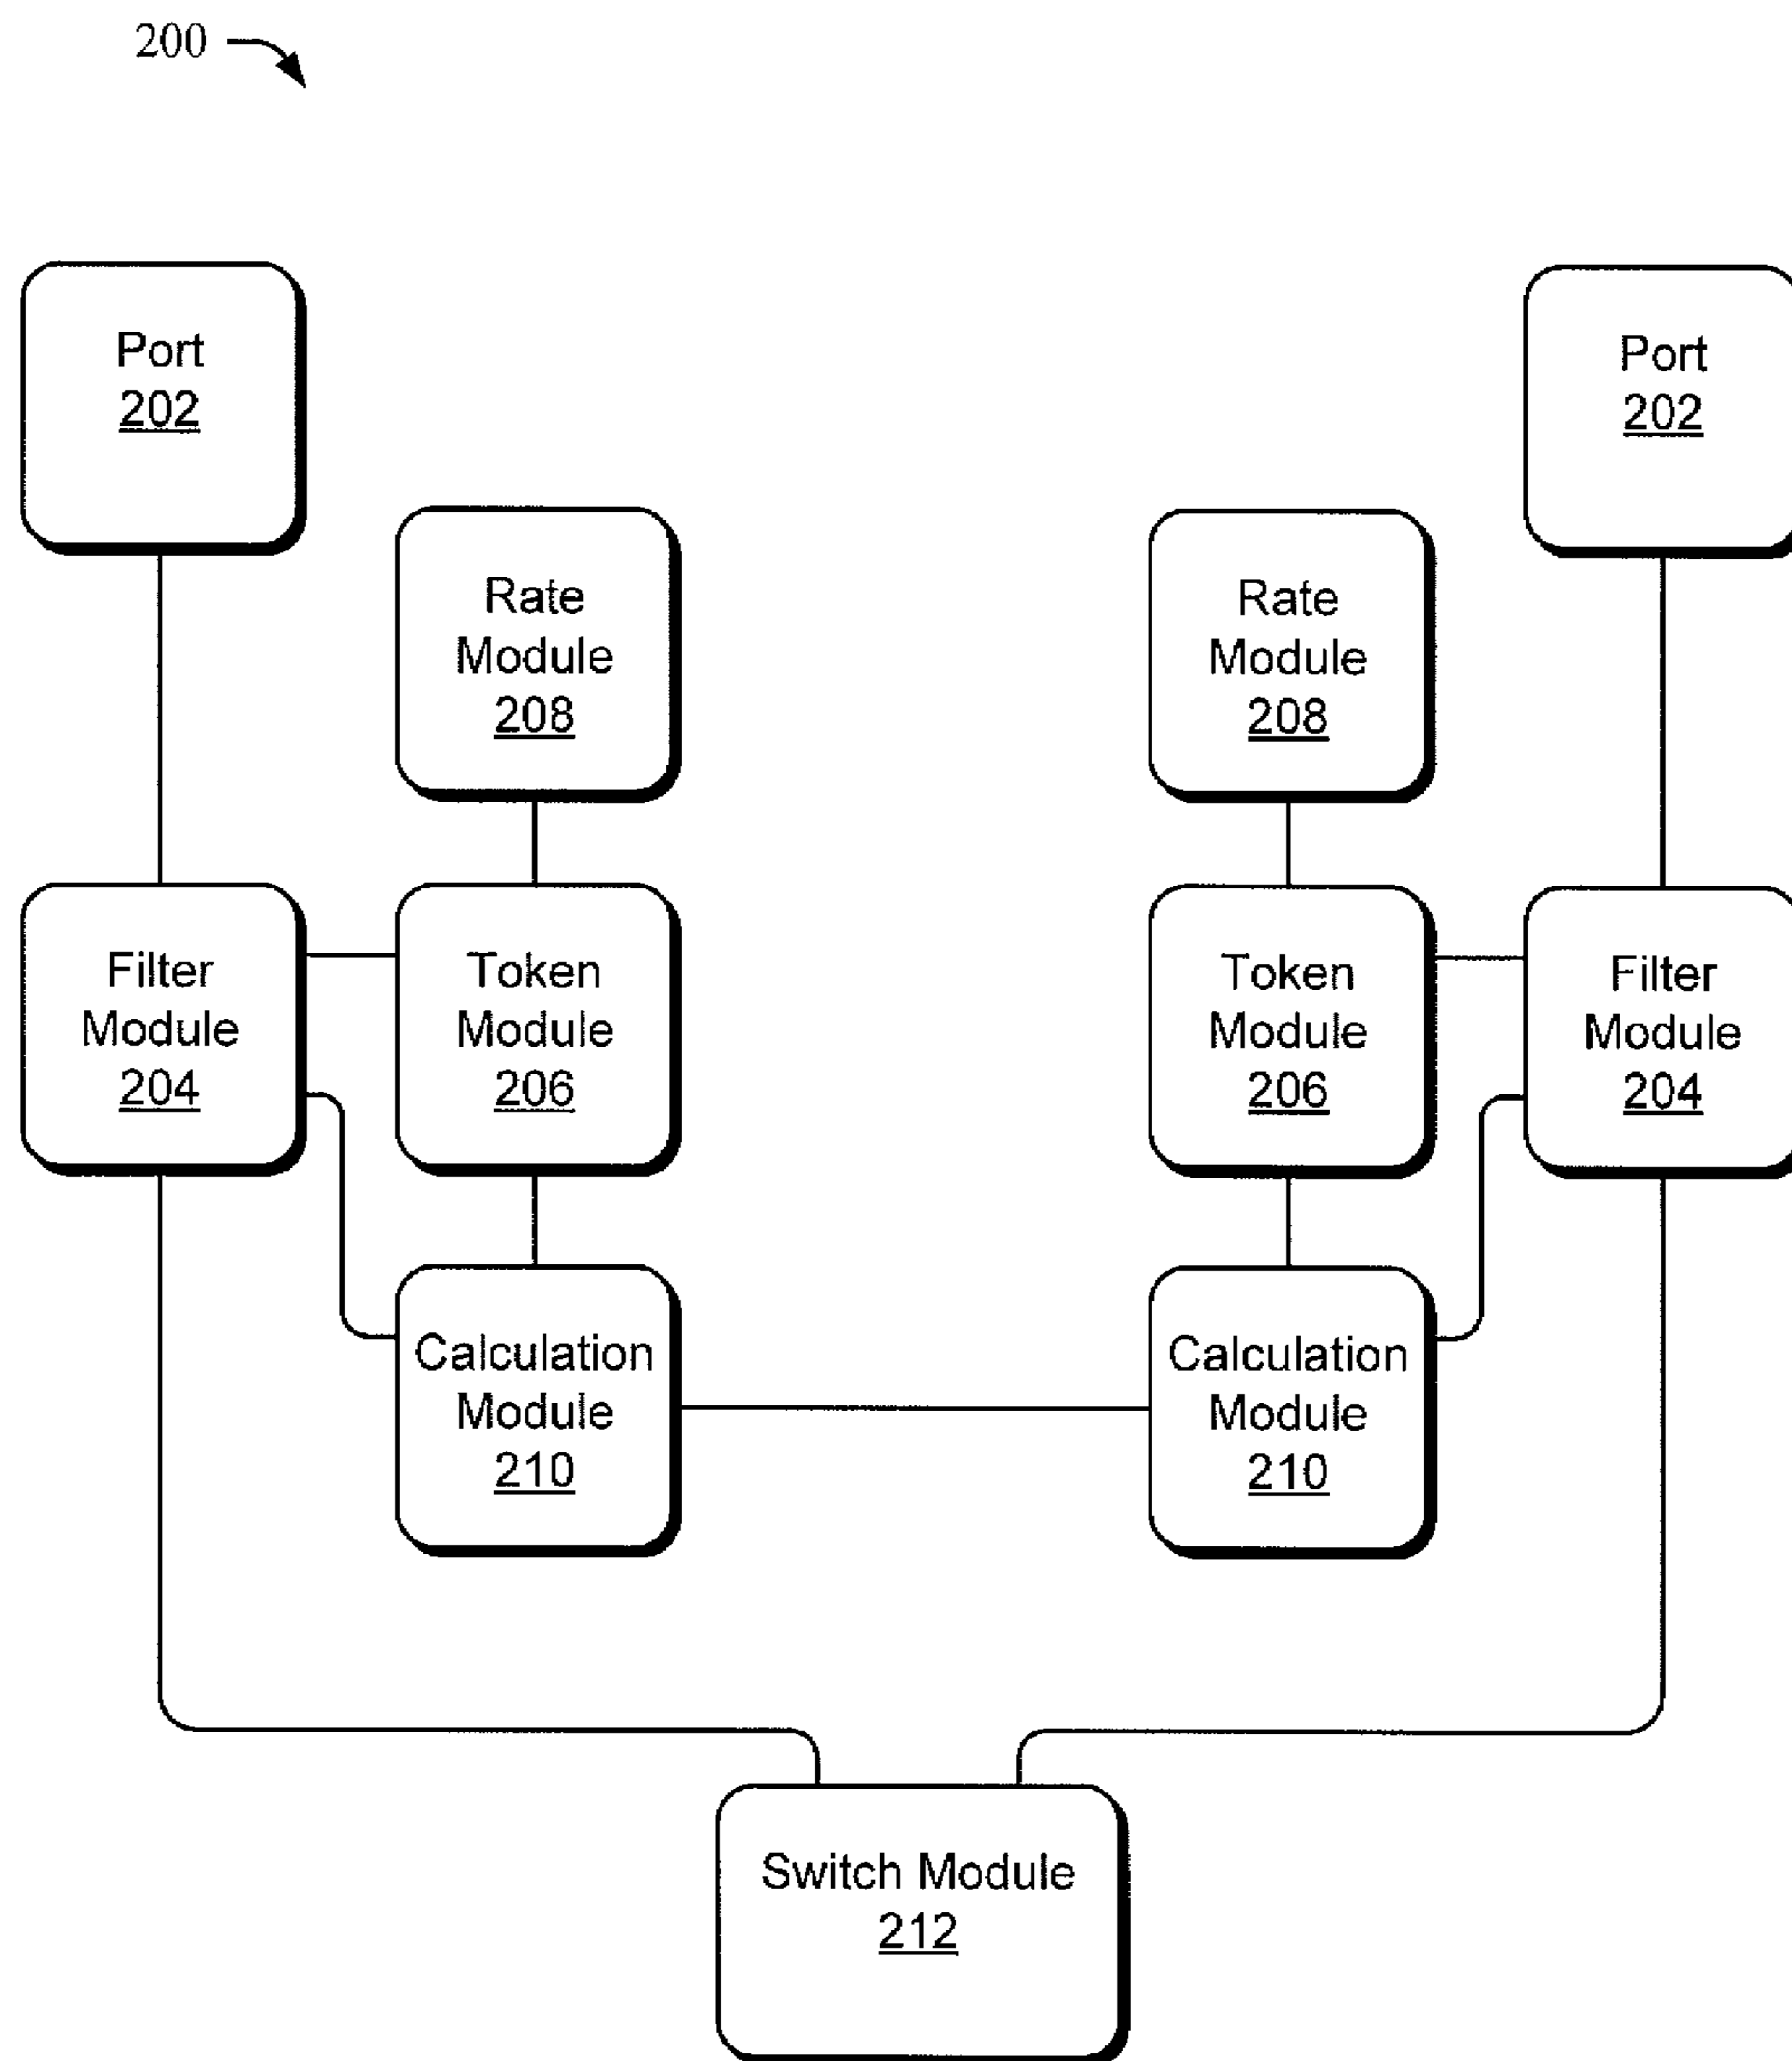 200
Port
202
Port
202
Rate
Module
208
Rate
Module
208
Filter
Module
204
Token
Module
206
Token
Module
206
Filter
Module
204
Calculation
Module
210
Calculation
Module
210
Switch Module
212